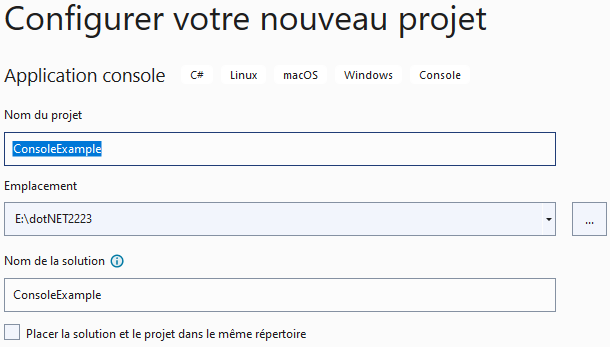 Configurer votre nouveau projet
Application console C# Linux macOS Windows Console
Nom du projet
ConsoleExample
Emplacement
E:\dotNET2223 ...
Nom de la solution
ConsoleExample
Placer la solution et le projet dans le même répertoire